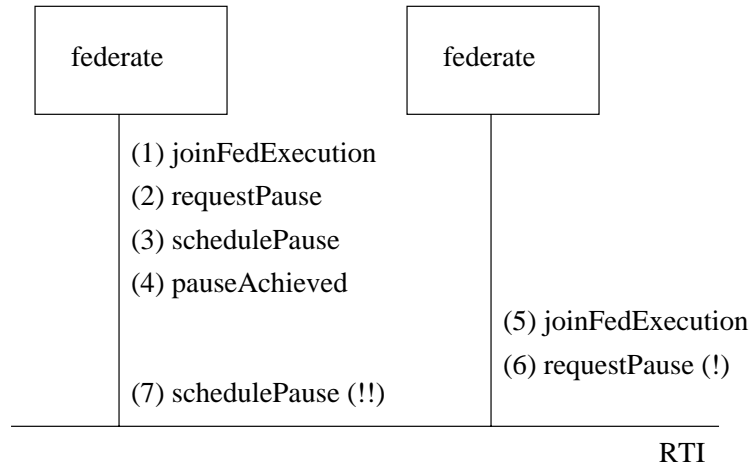 federate
federate
(1) joinFedExecution
(2) requestPause
(3) schedulePause
(4) pauseAchieved
(5) joinFedExecution
(6) requestPause (!)
(7) schedulePause (!!)
RTI